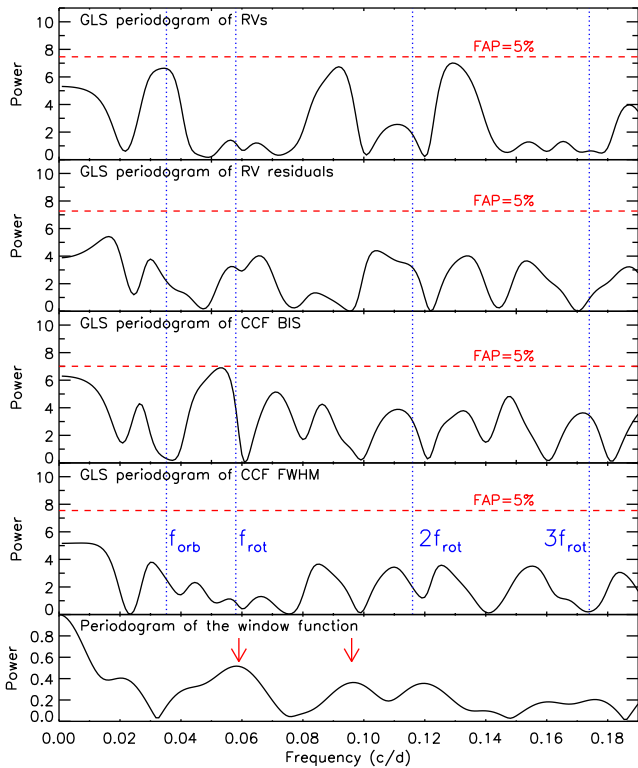 GLS periodogram of RVs
FAP=5%
Power
10
8
6
4
2
0
GLS periodogram of RV residuals
FAP=5%
Power
10
8
6
4
2
0
GLS periodogram of CCF BIS
FAP=5%
Power
10
8
6
4
2
0
GLS periodogram of CCF FWHM
FAP=5%
Power
10
8
6
4
2
0
f_orb f_rot 2f_rot 3f_rot
Periodogram of the window function
Power
0.8
0.6
0.4
0.2
0.0
0.00 0.02 0.04 0.06 0.08 0.10 0.12 0.14 0.16 0.18
Frequency (c/d)